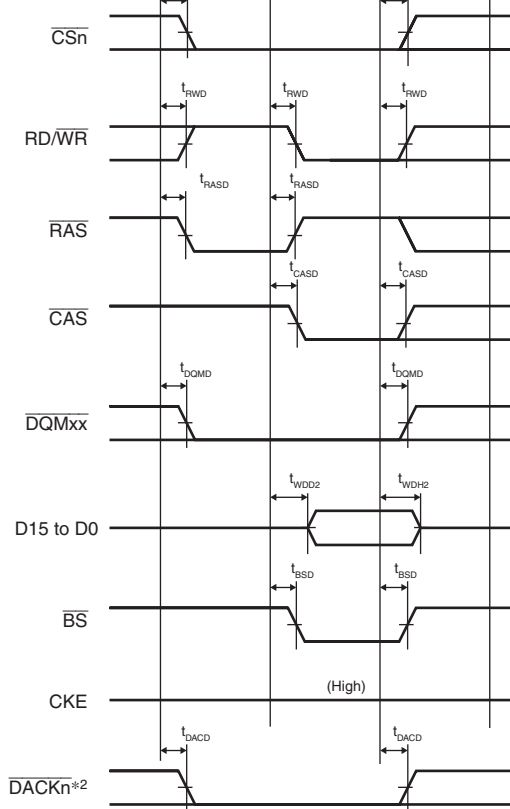 CSn
tRWD tRWD tRWD
RD/WR
tRASD tRASD
RAS
tCASD tCASD
CAS
tDQMD tDQMD
DQMxx
tWDD2 tWDH2
D15 to D0
tBSD tBSD
BS
(High)
CKE
tDACD tDACD
DACKn*2